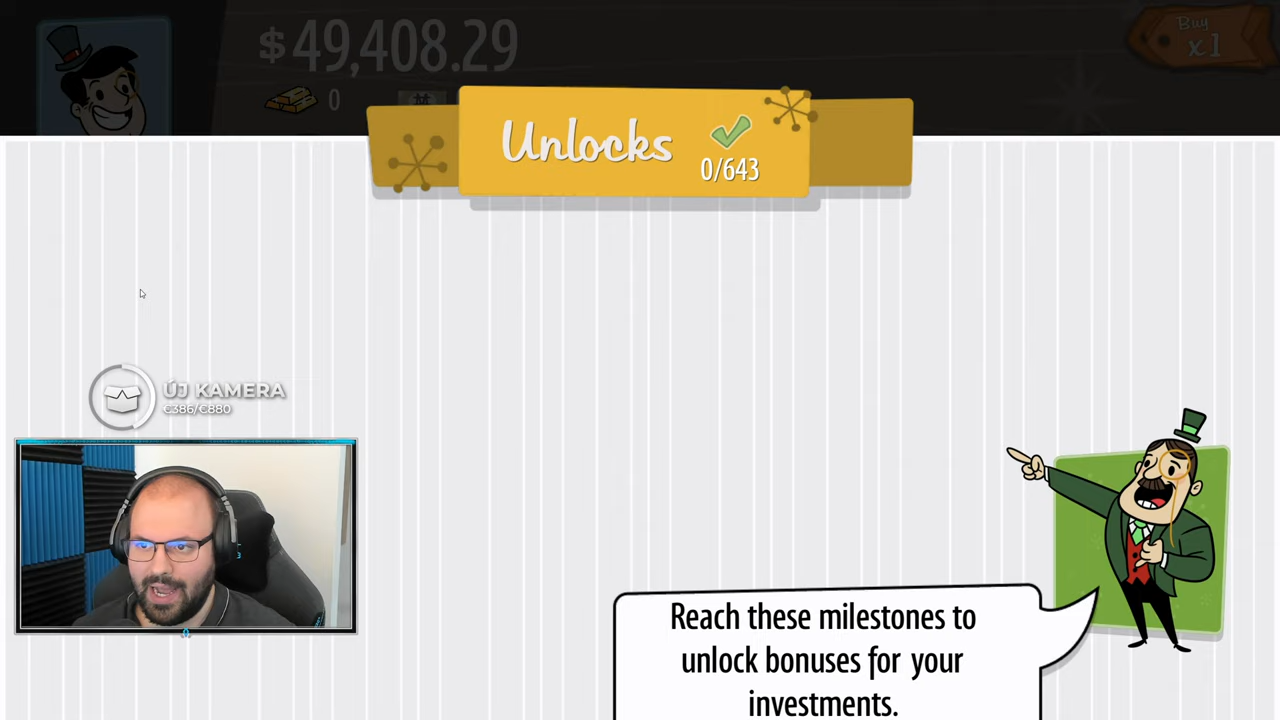 $49,408.29
0
Buy
x1
Unlocks
0/643
ÚJ KAMERA
€386/€880
Reach these milestones to
unlock bonuses for your
investments.